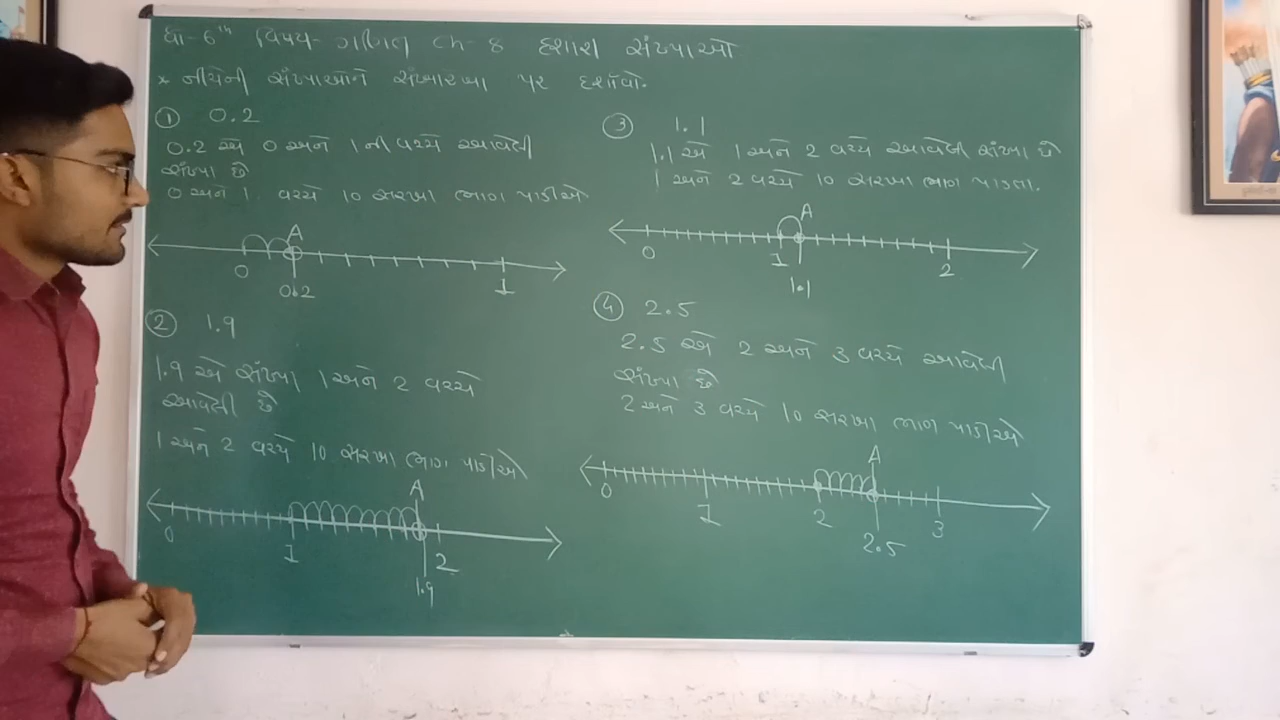 ધા-6th વિષય- ગણિત Ch-8 દશાંશ સંખ્યાઓ
* નીચેની સંખ્યાઓને સંખ્યારેખા પર દર્શાવો.
① 0.2
0.2 એ 0 અને 1 ની વચ્ચે આવેલી
સંખ્યા છે
0 અને 1 વચ્ચે 10 સરખા ભાગ પાડીએ
A
0
0.2
1
② 1.9
1.9 એ સંખ્યા 1 અને 2 વચ્ચે
આવેલી છે
1 અને 2 વચ્ચે 10 સરખા ભાગ પાડીએ
A
0
1
2
1.9
③ 1.1
1.1 એ 1 અને 2 વચ્ચે આવેલી સંખ્યા છે
1 અને 2 વચ્ચે 10 સરખા ભાગ પાડતા.
A
0
1
2
1.1
④ 2.5
2.5 એ 2 અને 3 વચ્ચે આવેલી
સંખ્યા છે
2 અને 3 વચ્ચે 10 સરખા ભાગ પાડીએ
A
0
1
2
3
2.5